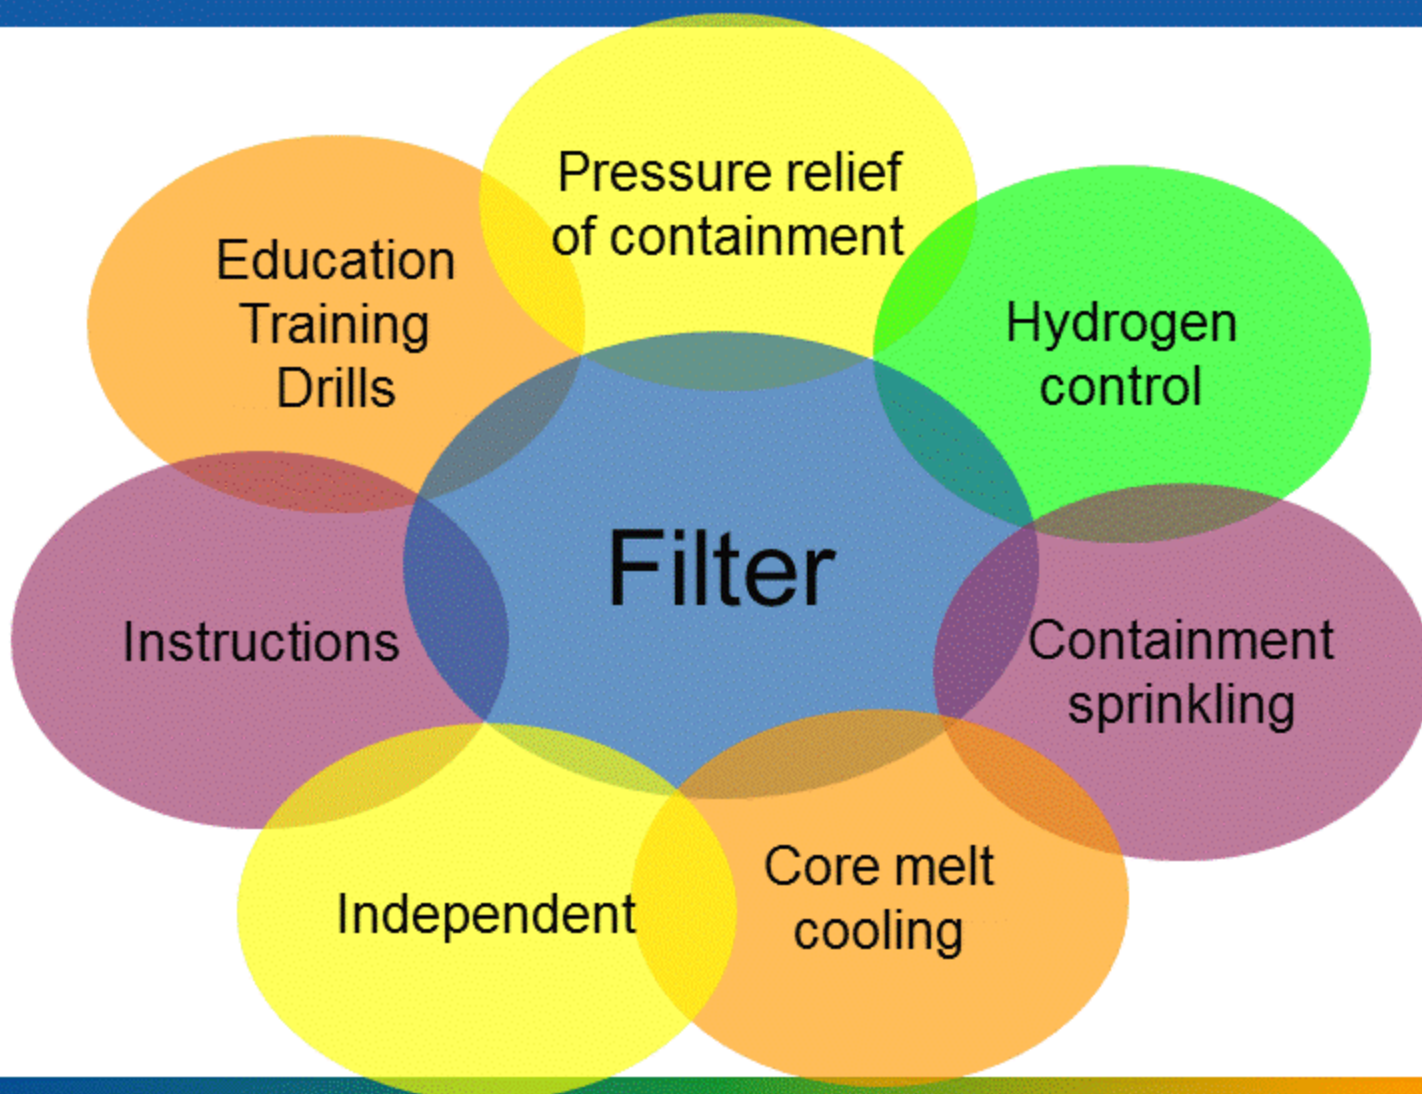 Pressure relief
of containment
Education
Training
Drills
Hydrogen
control
Filter
Instructions
Containment
sprinkling
Core melt
cooling
Independent